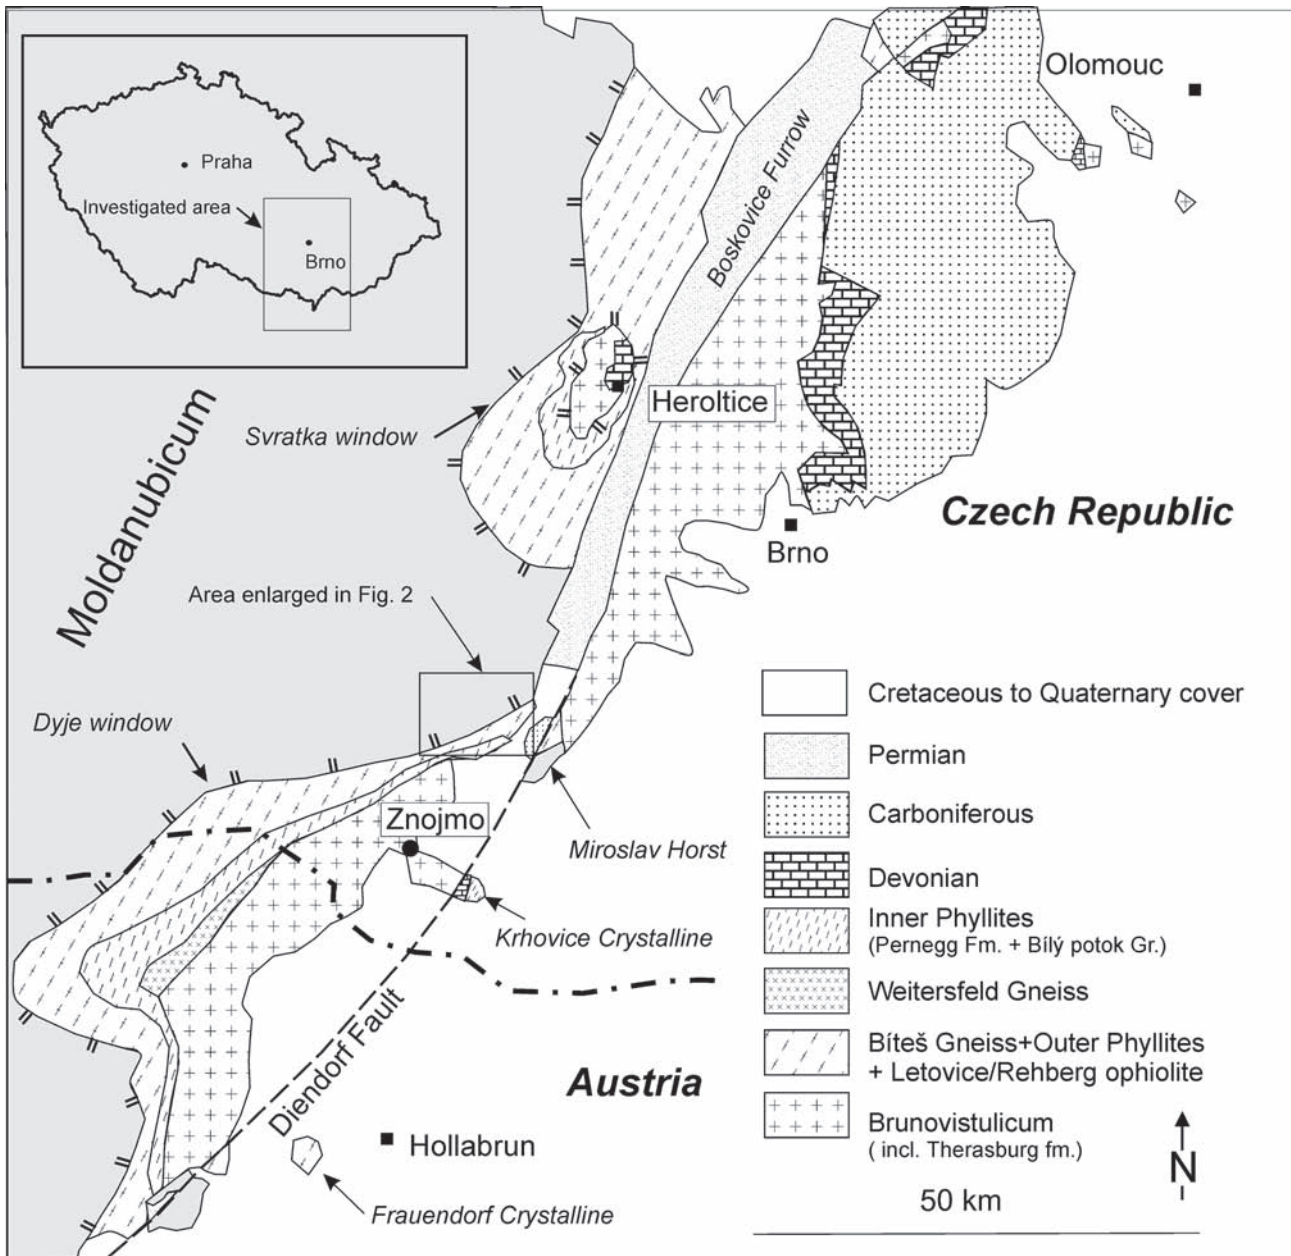 Olomouc
Praha
Boskovice Furrow
Investigated area
Brno
Heroltice
Svratka window
Moldanubicum
Czech Republic
Brno
Area enlarged in Fig. 2
Dyje window
Znojmo
Miroslav Horst
Krhovice Crystalline
Diendorf Fault
Austria
Hollabrun
Frauendorf Crystalline
Cretaceous to Quaternary cover
Permian
Carboniferous
Devonian
Inner Phyllites
(Pernegg Fm. + Bílý potok Gr.)
Weitersfeld Gneiss
Bíteš Gneiss+Outer Phyllites
+ Letovice/Rehberg ophiolite
Brunovistulicum
( incl. Therasburg fm.)
N
50 km